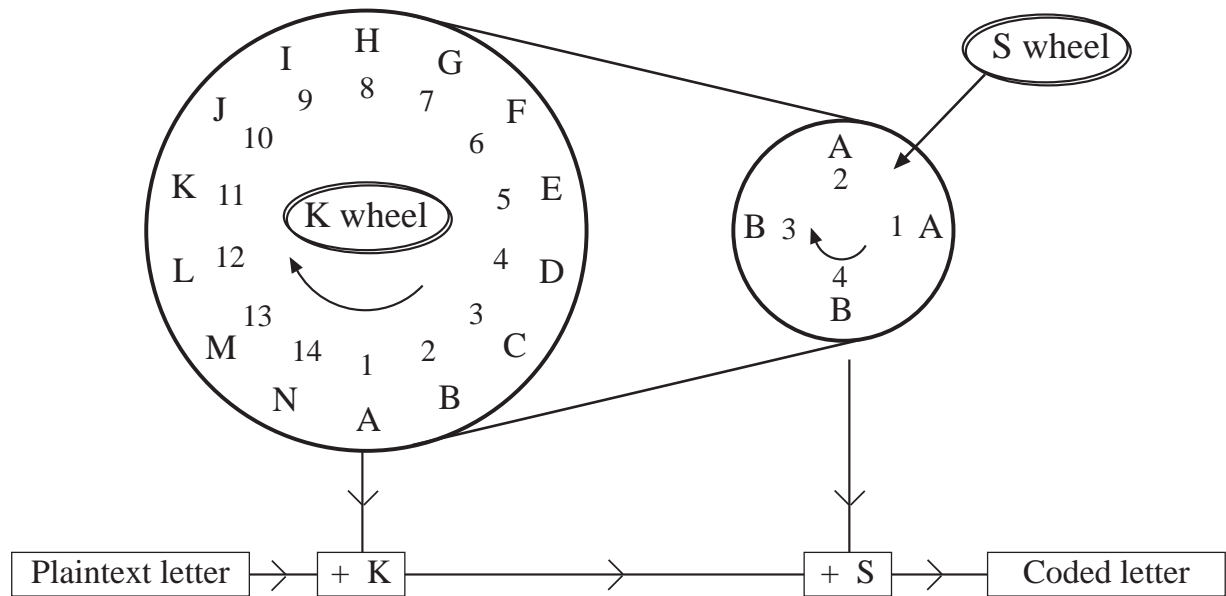 H
I G
8
9 7
J F
10 6
K 11 5 E
K wheel
L 12 4 D
13 3
M C
14 1 2
N B
A
S wheel
A
2
B 3 1 A
4
B
Plaintext letter + K + S Coded letter